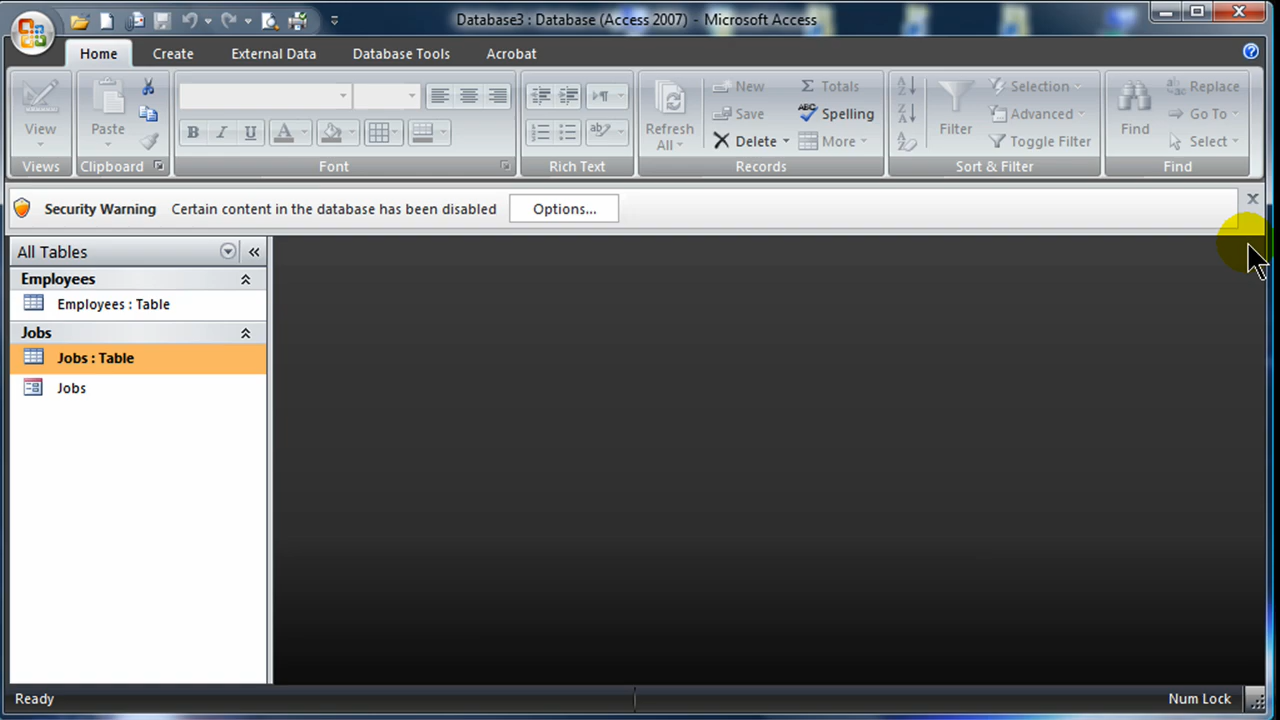 Database3 : Database (Access 2007) - Microsoft Access
Home Create External Data Database Tools Acrobat
View Paste Refresh All New Save Delete Totals Spelling More Filter Selection Advanced Toggle Filter Find Replace Go To Select
B I U A
Views Clipboard Font Rich Text Records Sort & Filter Find
Security Warning Certain content in the database has been disabled Options...
All Tables
Employees
Employees : Table
Jobs
Jobs : Table
Jobs
Ready Num Lock